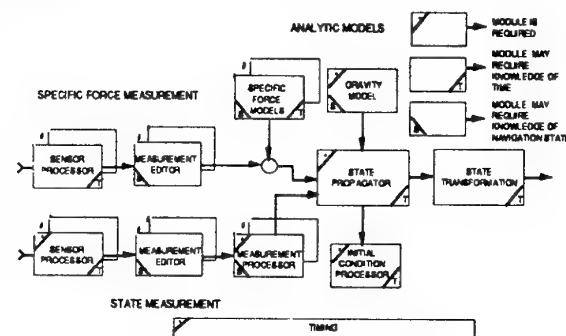 ANALYTIC MODELS
MODULE IS
REQUIRED
MODULE MAY
REQUIRE
KNOWLEDGE OF
TIME
T
MODULE MAY
REQUIRE
KNOWLEDGE OF
NAVIGATION STATE
S
SPECIFIC
FORCE
MODELS
S
T
GRAVITY
MODEL
S
SPECIFIC FORCE MEASUREMENT
SENSOR
PROCESSOR
T
MEASUREMENT
EDITOR
S
STATE
PROPAGATOR
T
STATE
TRANSFORMATION
T
SENSOR
PROCESSOR
T
MEASUREMENT
EDITOR
S
MEASUREMENT
PROCESSOR
S
INITIAL
CONDITION
PROCESSOR
T
STATE MEASUREMENT
TIMING